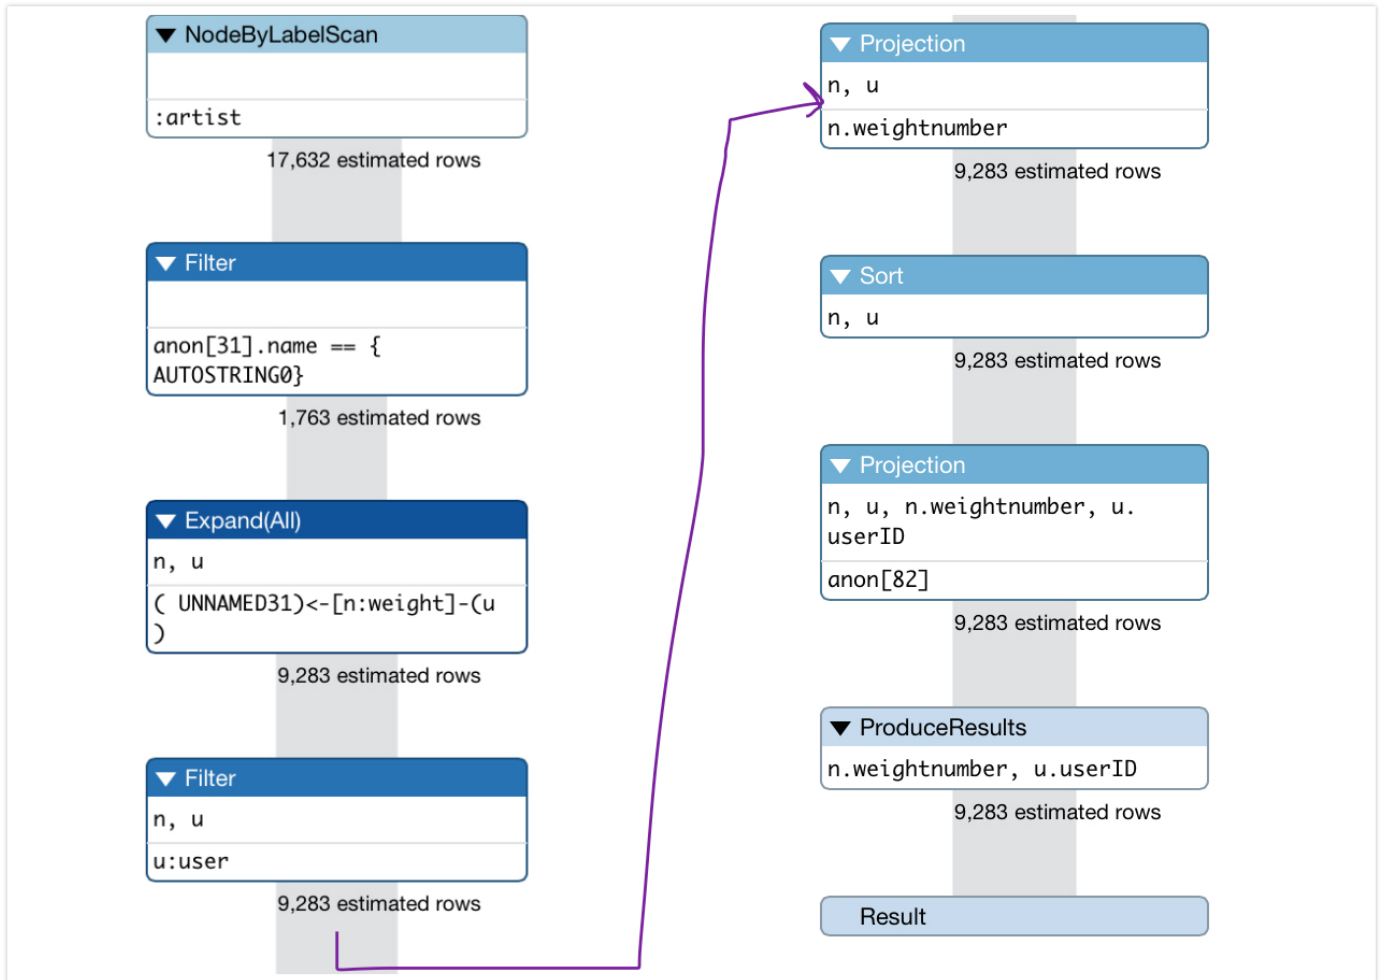 NodeByLabelScan
:artist
17,632 estimated rows
Filter
anon[31].name == {
AUTOSTRING0}
1,763 estimated rows
Expand(All)
n, u
( UNNAMED31)<-[n:weight]-(u
)
9,283 estimated rows
Filter
n, u
u:user
9,283 estimated rows
Projection
n, u
n.weightnumber
9,283 estimated rows
Sort
n, u
9,283 estimated rows
Projection
n, u, n.weightnumber, u.
userID
anon[82]
9,283 estimated rows
ProduceResults
n.weightnumber, u.userID
9,283 estimated rows
Result